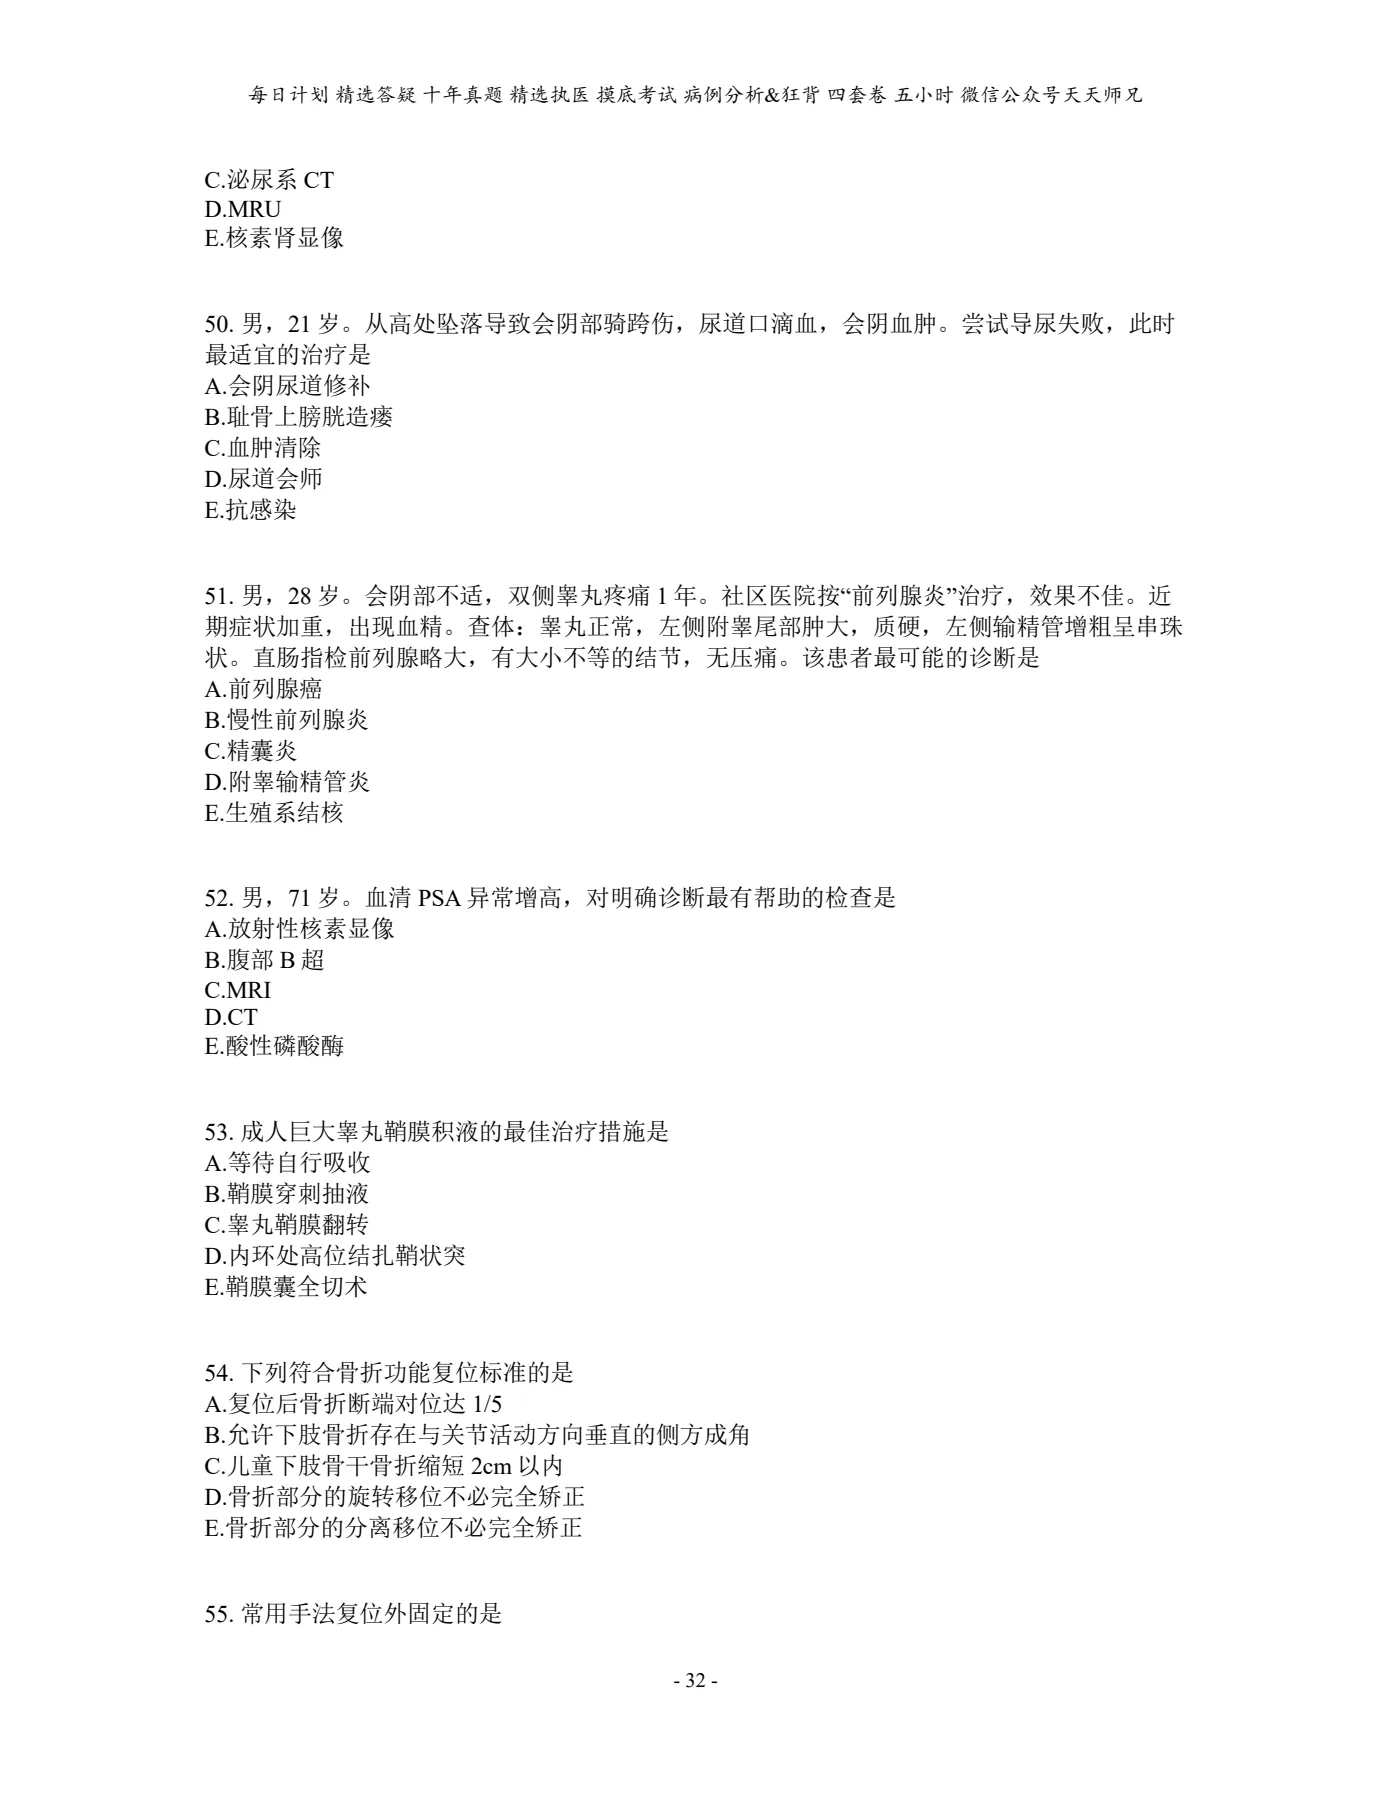 每日计划 精选答疑 十年真题 精选执医 摸底考试 病例分析&狂背 四套卷 五小时 微信公众号天天师兄
C.泌尿系 CT
D.MRU
E.核素肾显像
50. 男，21 岁。从高处坠落导致会阴部骑跨伤，尿道口滴血，会阴血肿。尝试导尿失败，此时
最适宜的治疗是
A.会阴尿道修补
B.耻骨上膀胱造瘘
C.血肿清除
D.尿道会师
E.抗感染
51. 男，28 岁。会阴部不适，双侧睾丸疼痛 1 年。社区医院按“前列腺炎”治疗，效果不佳。近
期症状加重，出现血精。查体：睾丸正常，左侧附睾尾部肿大，质硬，左侧输精管增粗呈串珠
状。直肠指检前列腺略大，有大小不等的结节，无压痛。该患者最可能的诊断是
A.前列腺癌
B.慢性前列腺炎
C.精囊炎
D.附睾输精管炎
E.生殖系结核
52. 男，71 岁。血清 PSA 异常增高，对明确诊断最有帮助的检查是
A.放射性核素显像
B.腹部 B 超
C.MRI
D.CT
E.酸性磷酸酶
53. 成人巨大睾丸鞘膜积液的最佳治疗措施是
A.等待自行吸收
B.鞘膜穿刺抽液
C.睾丸鞘膜翻转
D.内环处高位结扎鞘状突
E.鞘膜囊全切术
54. 下列符合骨折功能复位标准的是
A.复位后骨折断端对位达 1/5
B.允许下肢骨折存在与关节活动方向垂直的侧方成角
C.儿童下肢骨干骨折缩短 2cm 以内
D.骨折部分的旋转移位不必完全矫正
E.骨折部分的分离移位不必完全矫正
55. 常用手法复位外固定的是
- 32 -